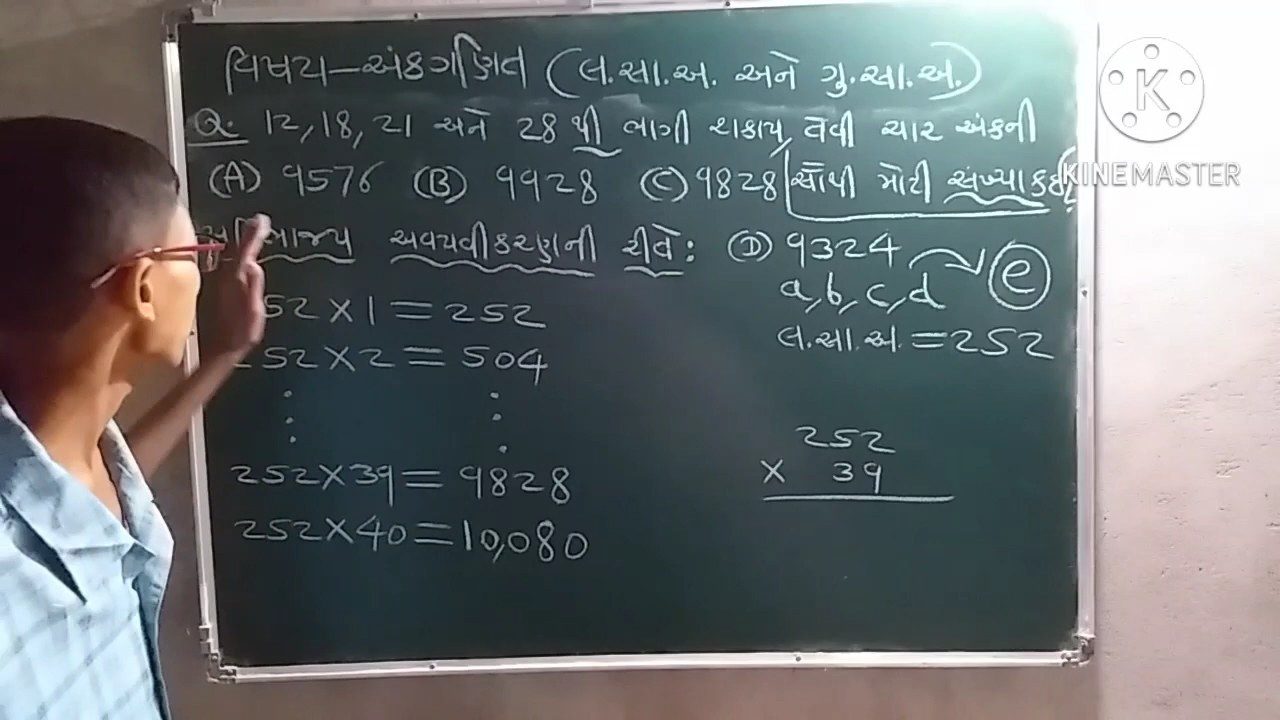 વિષય-અંકગણિત (લ.સા.અ. અને ગુ.સા.અ.)
Q. 12, 18, 21 અને 28 થી ભાગી શકાય તેવી ચાર અંકની
સૌથી મોટી સંખ્યા કઈ?
(A) 9576 (B) 9928 (C) 9828
(D) 9324
e
અવયવીકરણની રીતે:
a, b, c, d
લ.સા.અ. = 252
252 × 1 = 252
252 × 2 = 504
252 × 39 = 9828
252 × 40 = 10,080
252
× 39
K
KINEMASTER